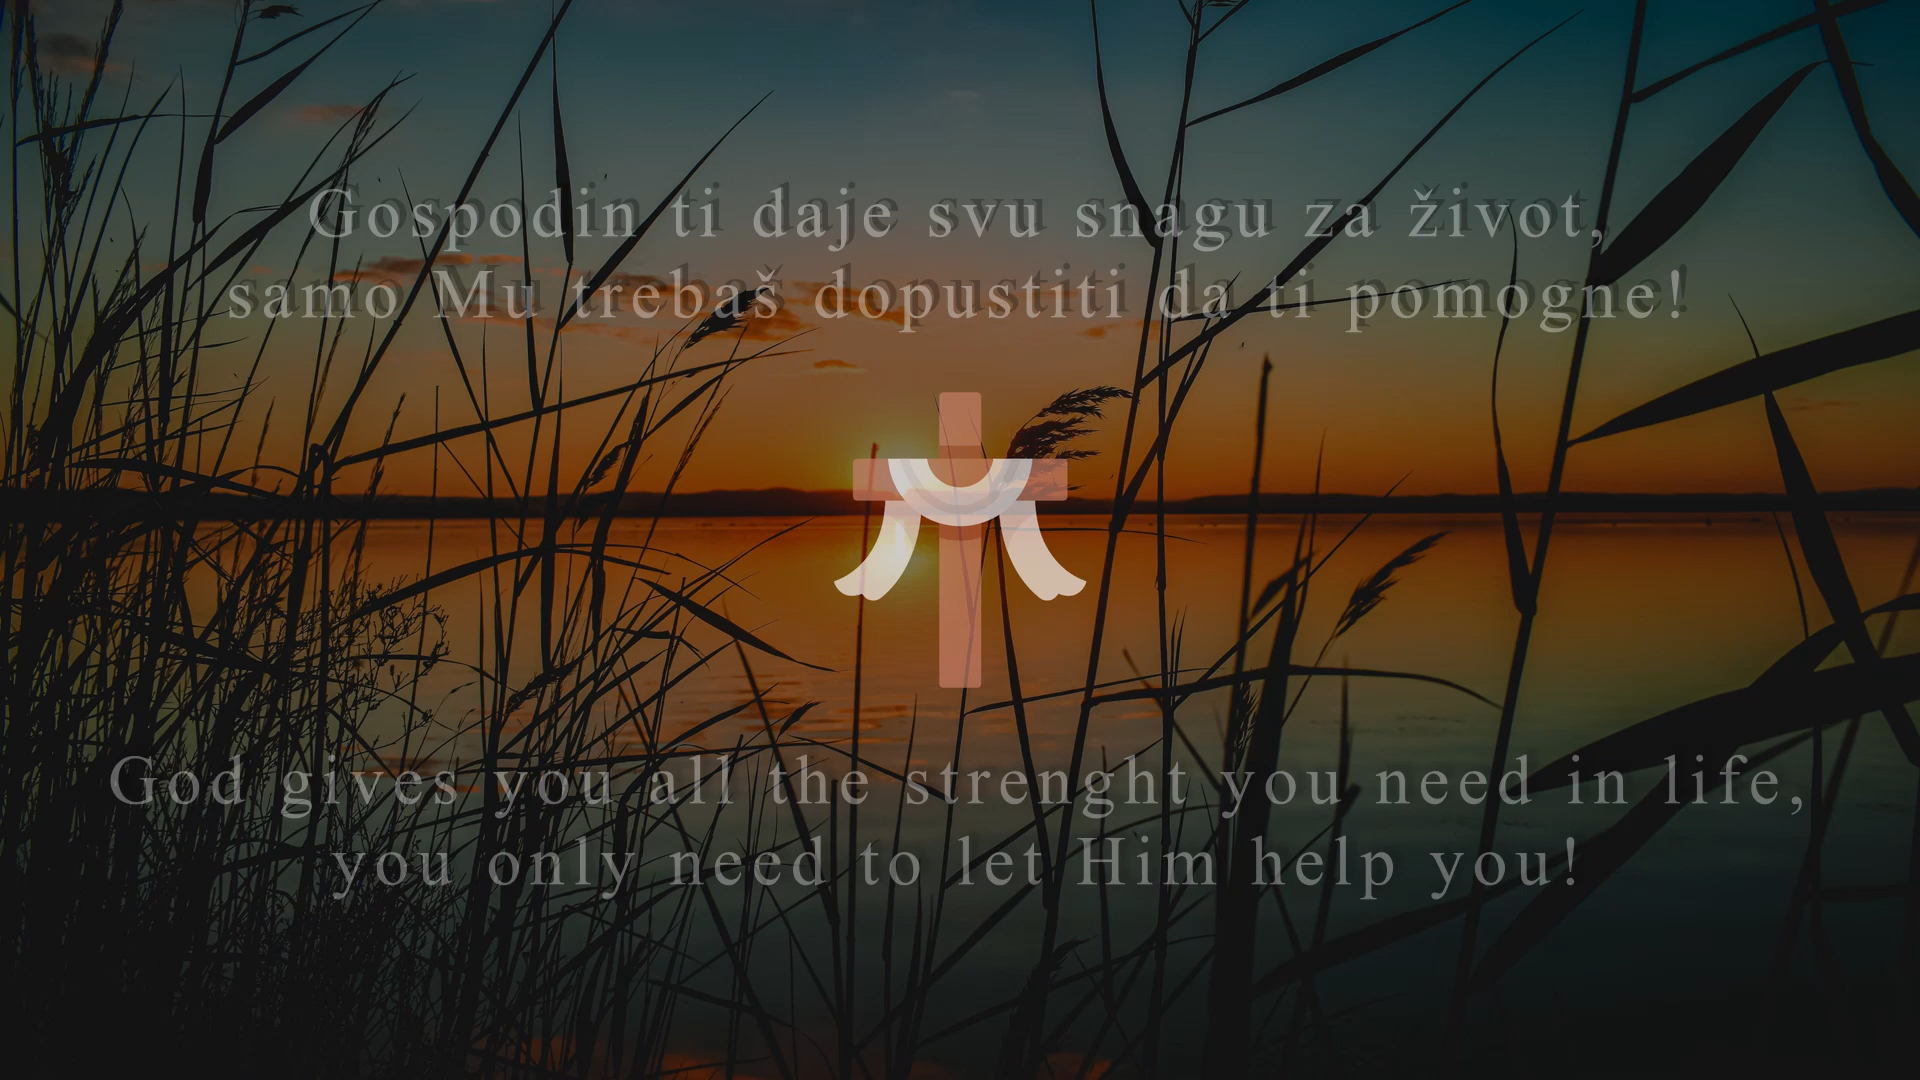 Gospodin ti daje svu snagu za život,
samo Mu trebaš dopustiti da ti pomogne!
God gives you all the strenght you need in life,
you only need to let Him help you!